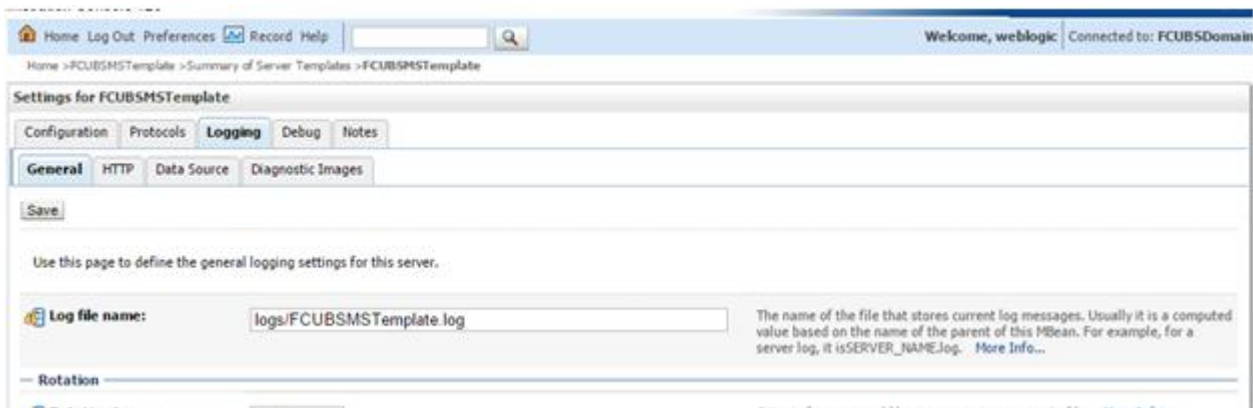 Home Log Out Preferences Record Help
Welcome, weblogic Connected to: FCUBSDomain
Home >FCUBSMSTemplate >Summary of Server Templates >FCUBSMSTemplate
Settings for FCUBSMSTemplate
Configuration Protocols Logging Debug Notes
General HTTP Data Source Diagnostic Images
Save
Use this page to define the general logging settings for this server.
Log file name:
logs/FCUBSMSTemplate.log
The name of the file that stores current log messages. Usually it is a computed
value based on the name of the parent of this MBean. For example, for a
server log, it isSERVER_NAME.log. More Info...
Rotation